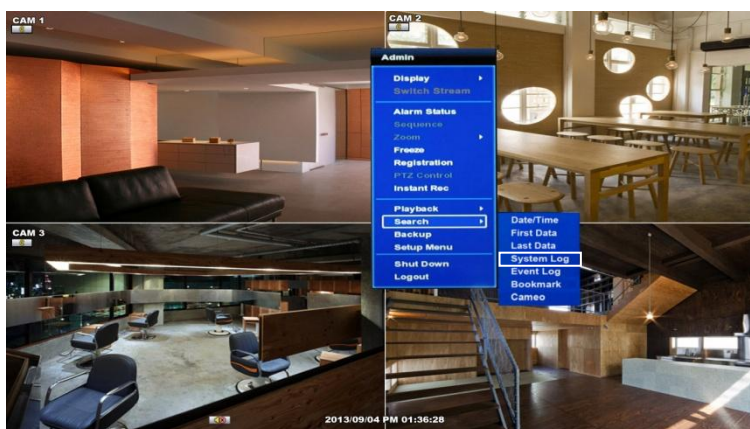 CAM 1
CAM 2
Admin
Display
Switch Stream
Alarm Status
Sequence
Zoom
Freeze
Registration
PTZ Control
Instant Rec
Playback
Search
Backup
Setup Menu
Shut Down
Logout
Date/Time
First Data
Last Data
System Log
Event Log
Bookmark
Cameo
CAM 3
2013/09/04 PM 01:36:28